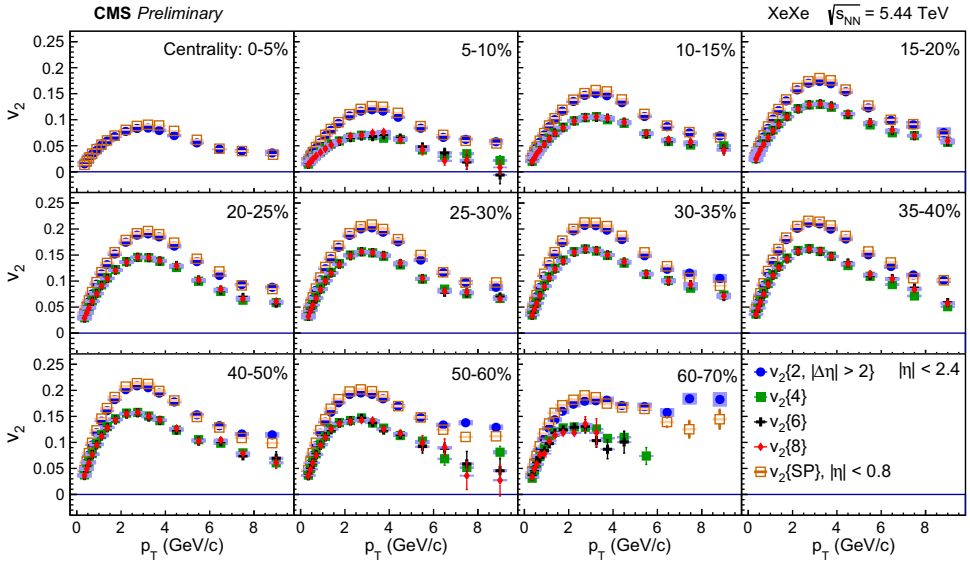 CMS Preliminary
XeXe √s_NN = 5.44 TeV
Centrality: 0-5%
5-10%
10-15%
15-20%
0.25
0.2
0.15
0.1
0.05
0
v₂
20-25%
25-30%
30-35%
35-40%
0.25
0.2
0.15
0.1
0.05
0
v₂
40-50%
50-60%
60-70%
v₂{2, |Δη| > 2} |η| < 2.4
v₂{4}
v₂{6}
v₂{8}
v₂{SP}, |η| < 0.8
0.25
0.2
0.15
0.1
0.05
0
v₂
0 2 4 6 8
0 2 4 6 8
0 2 4 6 8
0 2 4 6 8
p_T (GeV/c)
p_T (GeV/c)
p_T (GeV/c)
p_T (GeV/c)